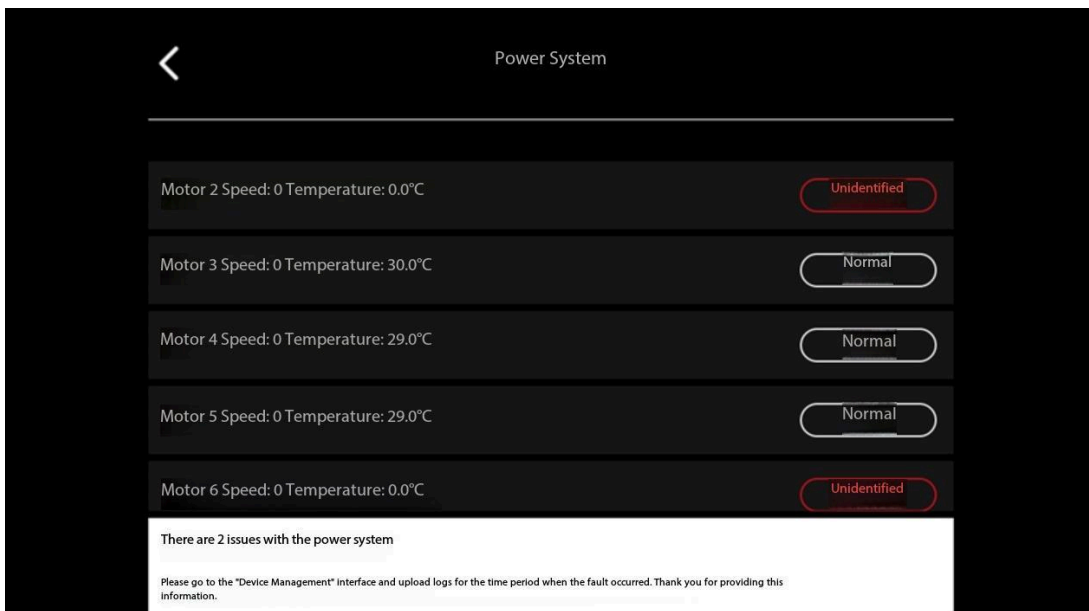 Power System
Motor 2 Speed: 0 Temperature: 0.0°C
Unidentified
Motor 3 Speed: 0 Temperature: 30.0°C
Normal
Motor 4 Speed: 0 Temperature: 29.0°C
Normal
Motor 5 Speed: 0 Temperature: 29.0°C
Normal
Motor 6 Speed: 0 Temperature: 0.0°C
Unidentified
There are 2 issues with the power system
Please go to the "Device Management" interface and upload logs for the time period when the fault occurred. Thank you for providing this
information.